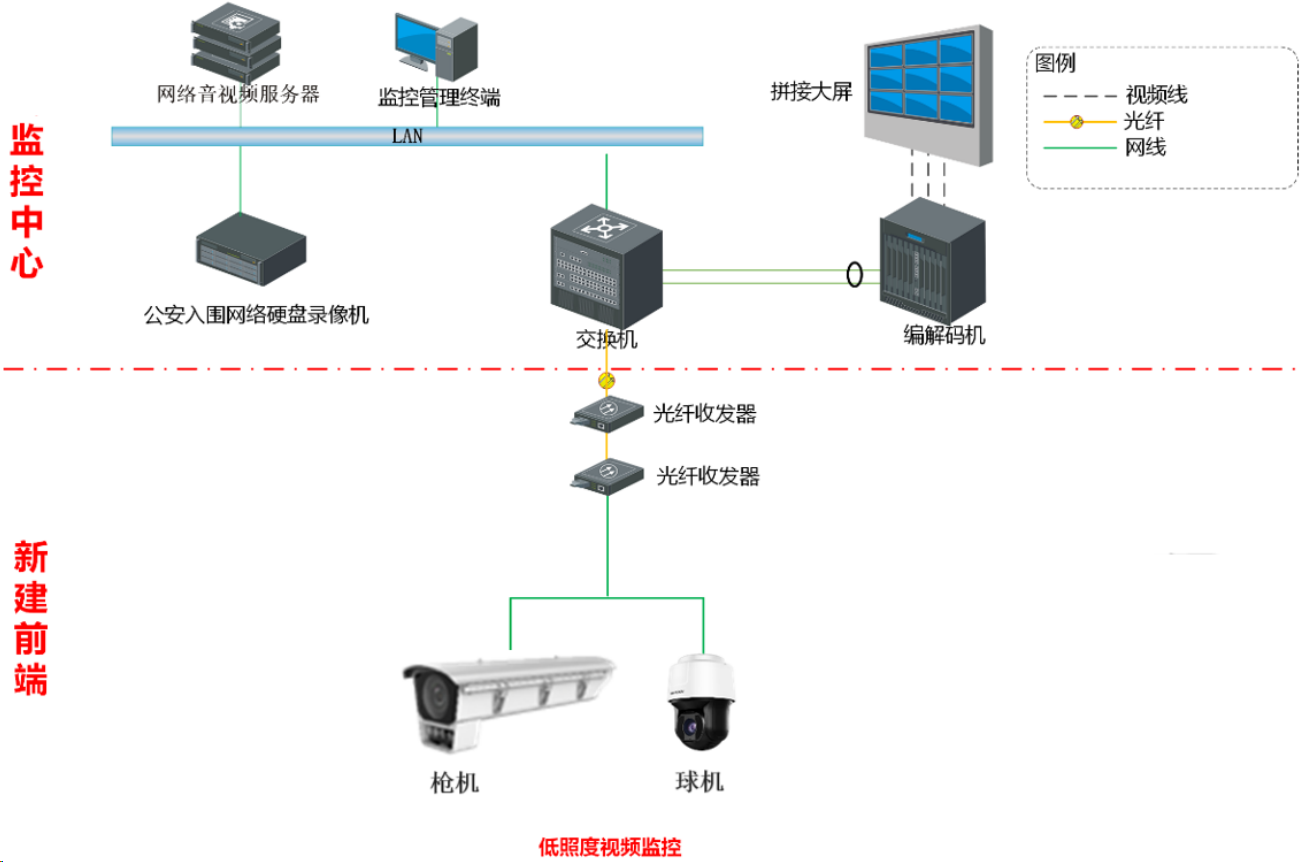 网络音视频服务器
监控管理终端
拼接大屏
图例
视频线
光纤
网线
LAN
监控中心
公安入围网络硬盘录像机
交换机
编解码机
光纤收发器
光纤收发器
新建前端
枪机
球机
低照度视频监控